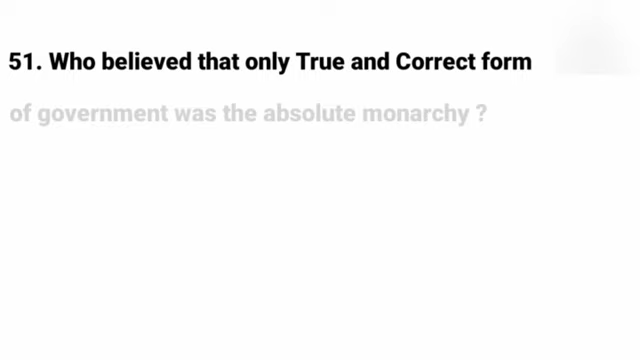 51. Who believed that only True and Correct form
of government was the absolute monarchy ?